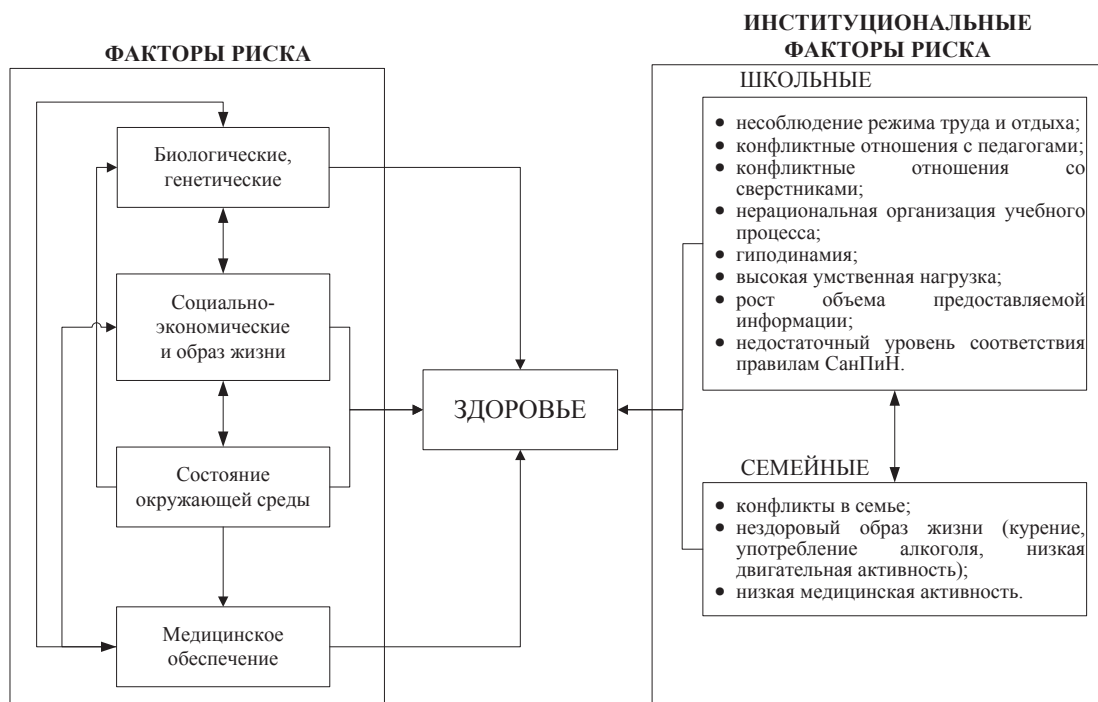 ФАКТОРЫ РИСКА
Биологические,
генетические
Социально-
экономические
и образ жизни
Состояние
окружающей среды
Медицинское
обеспечение
ЗДОРОВЬЕ
ИНСТИТУЦИОНАЛЬНЫЕ
ФАКТОРЫ РИСКА
ШКОЛЬНЫЕ
• несоблюдение режима труда и отдыха;
• конфликтные отношения с педагогами;
• конфликтные отношения со
сверстниками;
• нерациональная организация учебного
процесса;
• гиподинамия;
• высокая умственная нагрузка;
• рост объема предоставляемой
информации;
• недостаточный уровень соответствия
правилам СанПиН.
СЕМЕЙНЫЕ
• конфликты в семье;
• нездоровый образ жизни (курение,
употребление алкоголя, низкая
двигательная активность);
• низкая медицинская активность.